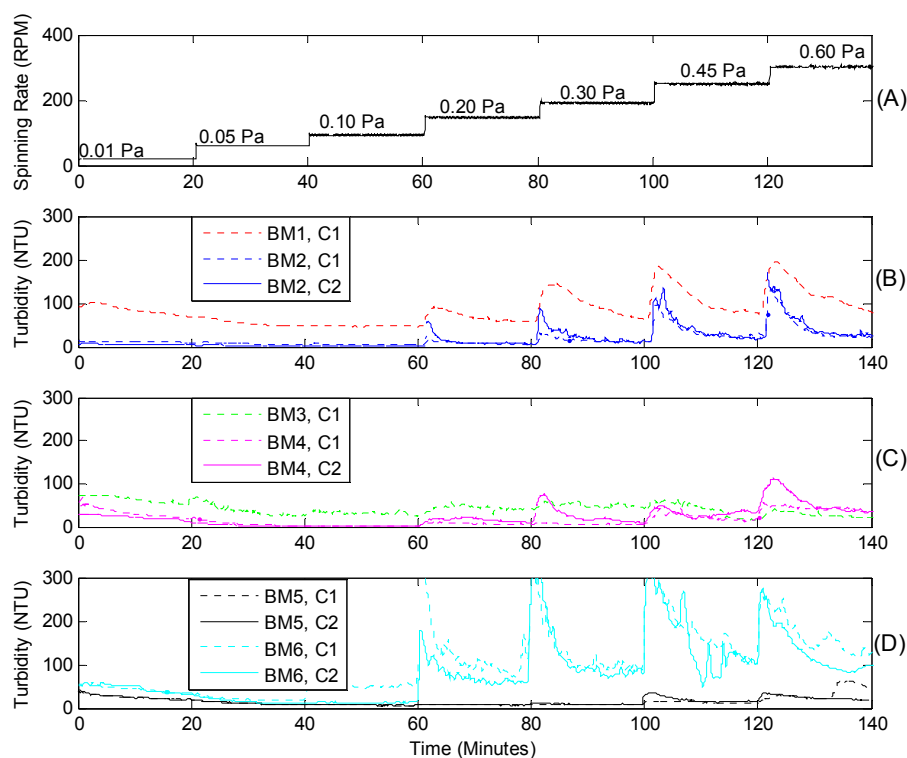 400
200
0
Spinning Rate (RPM)
0.01 Pa
0.05 Pa
0.10 Pa
0.20 Pa
0.30 Pa
0.45 Pa
0.60 Pa
(A)
0 20 40 60 80 100 120
300
200
100
0
Turbidity (NTU)
BM1, C1
BM2, C1
BM2, C2
(B)
0 20 40 60 80 100 120 140
300
200
100
0
Turbidity (NTU)
BM3, C1
BM4, C1
BM4, C2
(C)
0 20 40 60 80 100 120 140
300
200
100
0
Turbidity (NTU)
BM5, C1
BM5, C2
BM6, C1
BM6, C2
(D)
0 20 40 60 80 100 120 140
Time (Minutes)